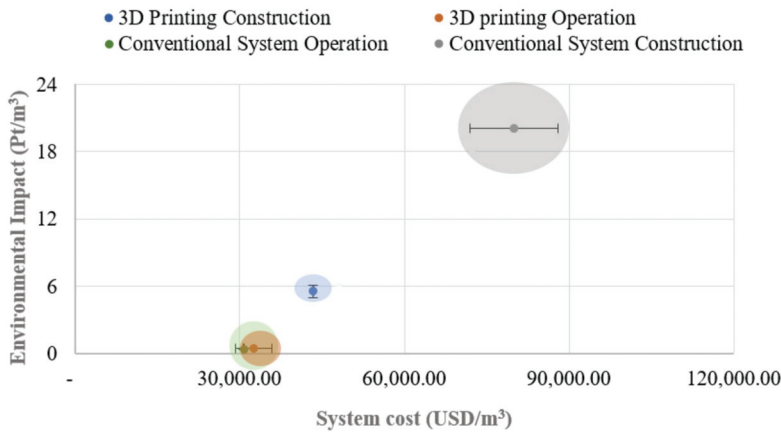 3D Printing Construction
3D printing Operation
Conventional System Operation
Conventional System Construction
Environmental Impact (Pt/m³)
24
18
12
6
0
-
30,000.00
60,000.00
90,000.00
120,000.00
System cost (USD/m³)